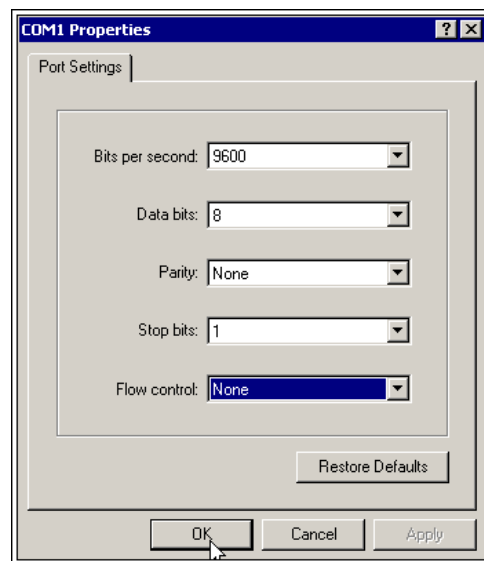 COM1 Properties
Port Settings
Bits per second: 9600
Data bits: 8
Parity: None
Stop bits: 1
Flow control: None
Restore Defaults
OK Cancel Apply